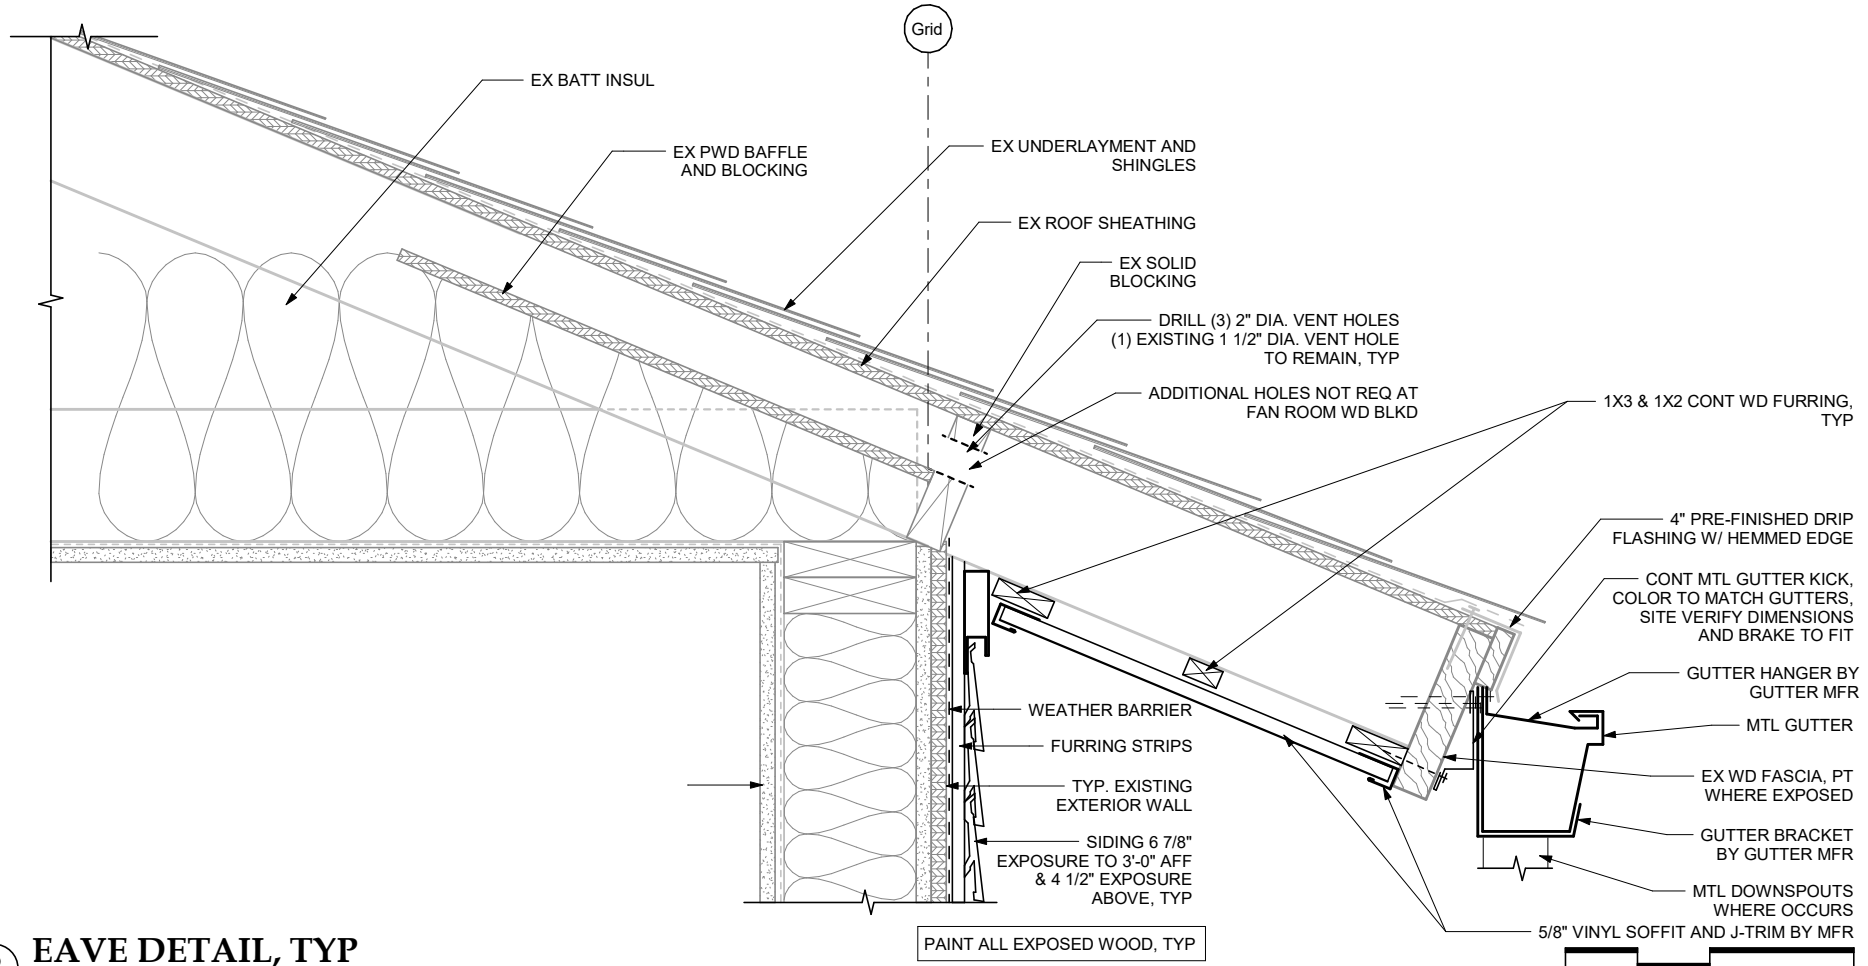 Grid
EX BATT INSUL
EX PWD BAFFLE
AND BLOCKING
EX UNDERLAYMENT AND
SHINGLES
EX ROOF SHEATHING
EX SOLID
BLOCKING
DRILL (3) 2" DIA. VENT HOLES
(1) EXISTING 1 1/2" DIA. VENT HOLE
TO REMAIN, TYP
ADDITIONAL HOLES NOT REQ AT
FAN ROOM WD BLKD
1X3 & 1X2 CONT WD FURRING,
TYP
4" PRE-FINISHED DRIP
FLASHING W/ HEMMED EDGE
CONT MTL GUTTER KICK,
COLOR TO MATCH GUTTERS,
SITE VERIFY DIMENSIONS
AND BRAKE TO FIT
GUTTER HANGER BY
GUTTER MFR
MTL GUTTER
EX WD FASCIA, PT
WHERE EXPOSED
GUTTER BRACKET
BY GUTTER MFR
MTL DOWNSPOUTS
WHERE OCCURS
5/8" VINYL SOFFIT AND J-TRIM BY MFR
WEATHER BARRIER
FURRING STRIPS
TYP. EXISTING
EXTERIOR WALL
SIDING 6 7/8"
EXPOSURE TO 3'-0" AFF
& 4 1/2" EXPOSURE
ABOVE, TYP
PAINT ALL EXPOSED WOOD, TYP
EAVE DETAIL, TYP